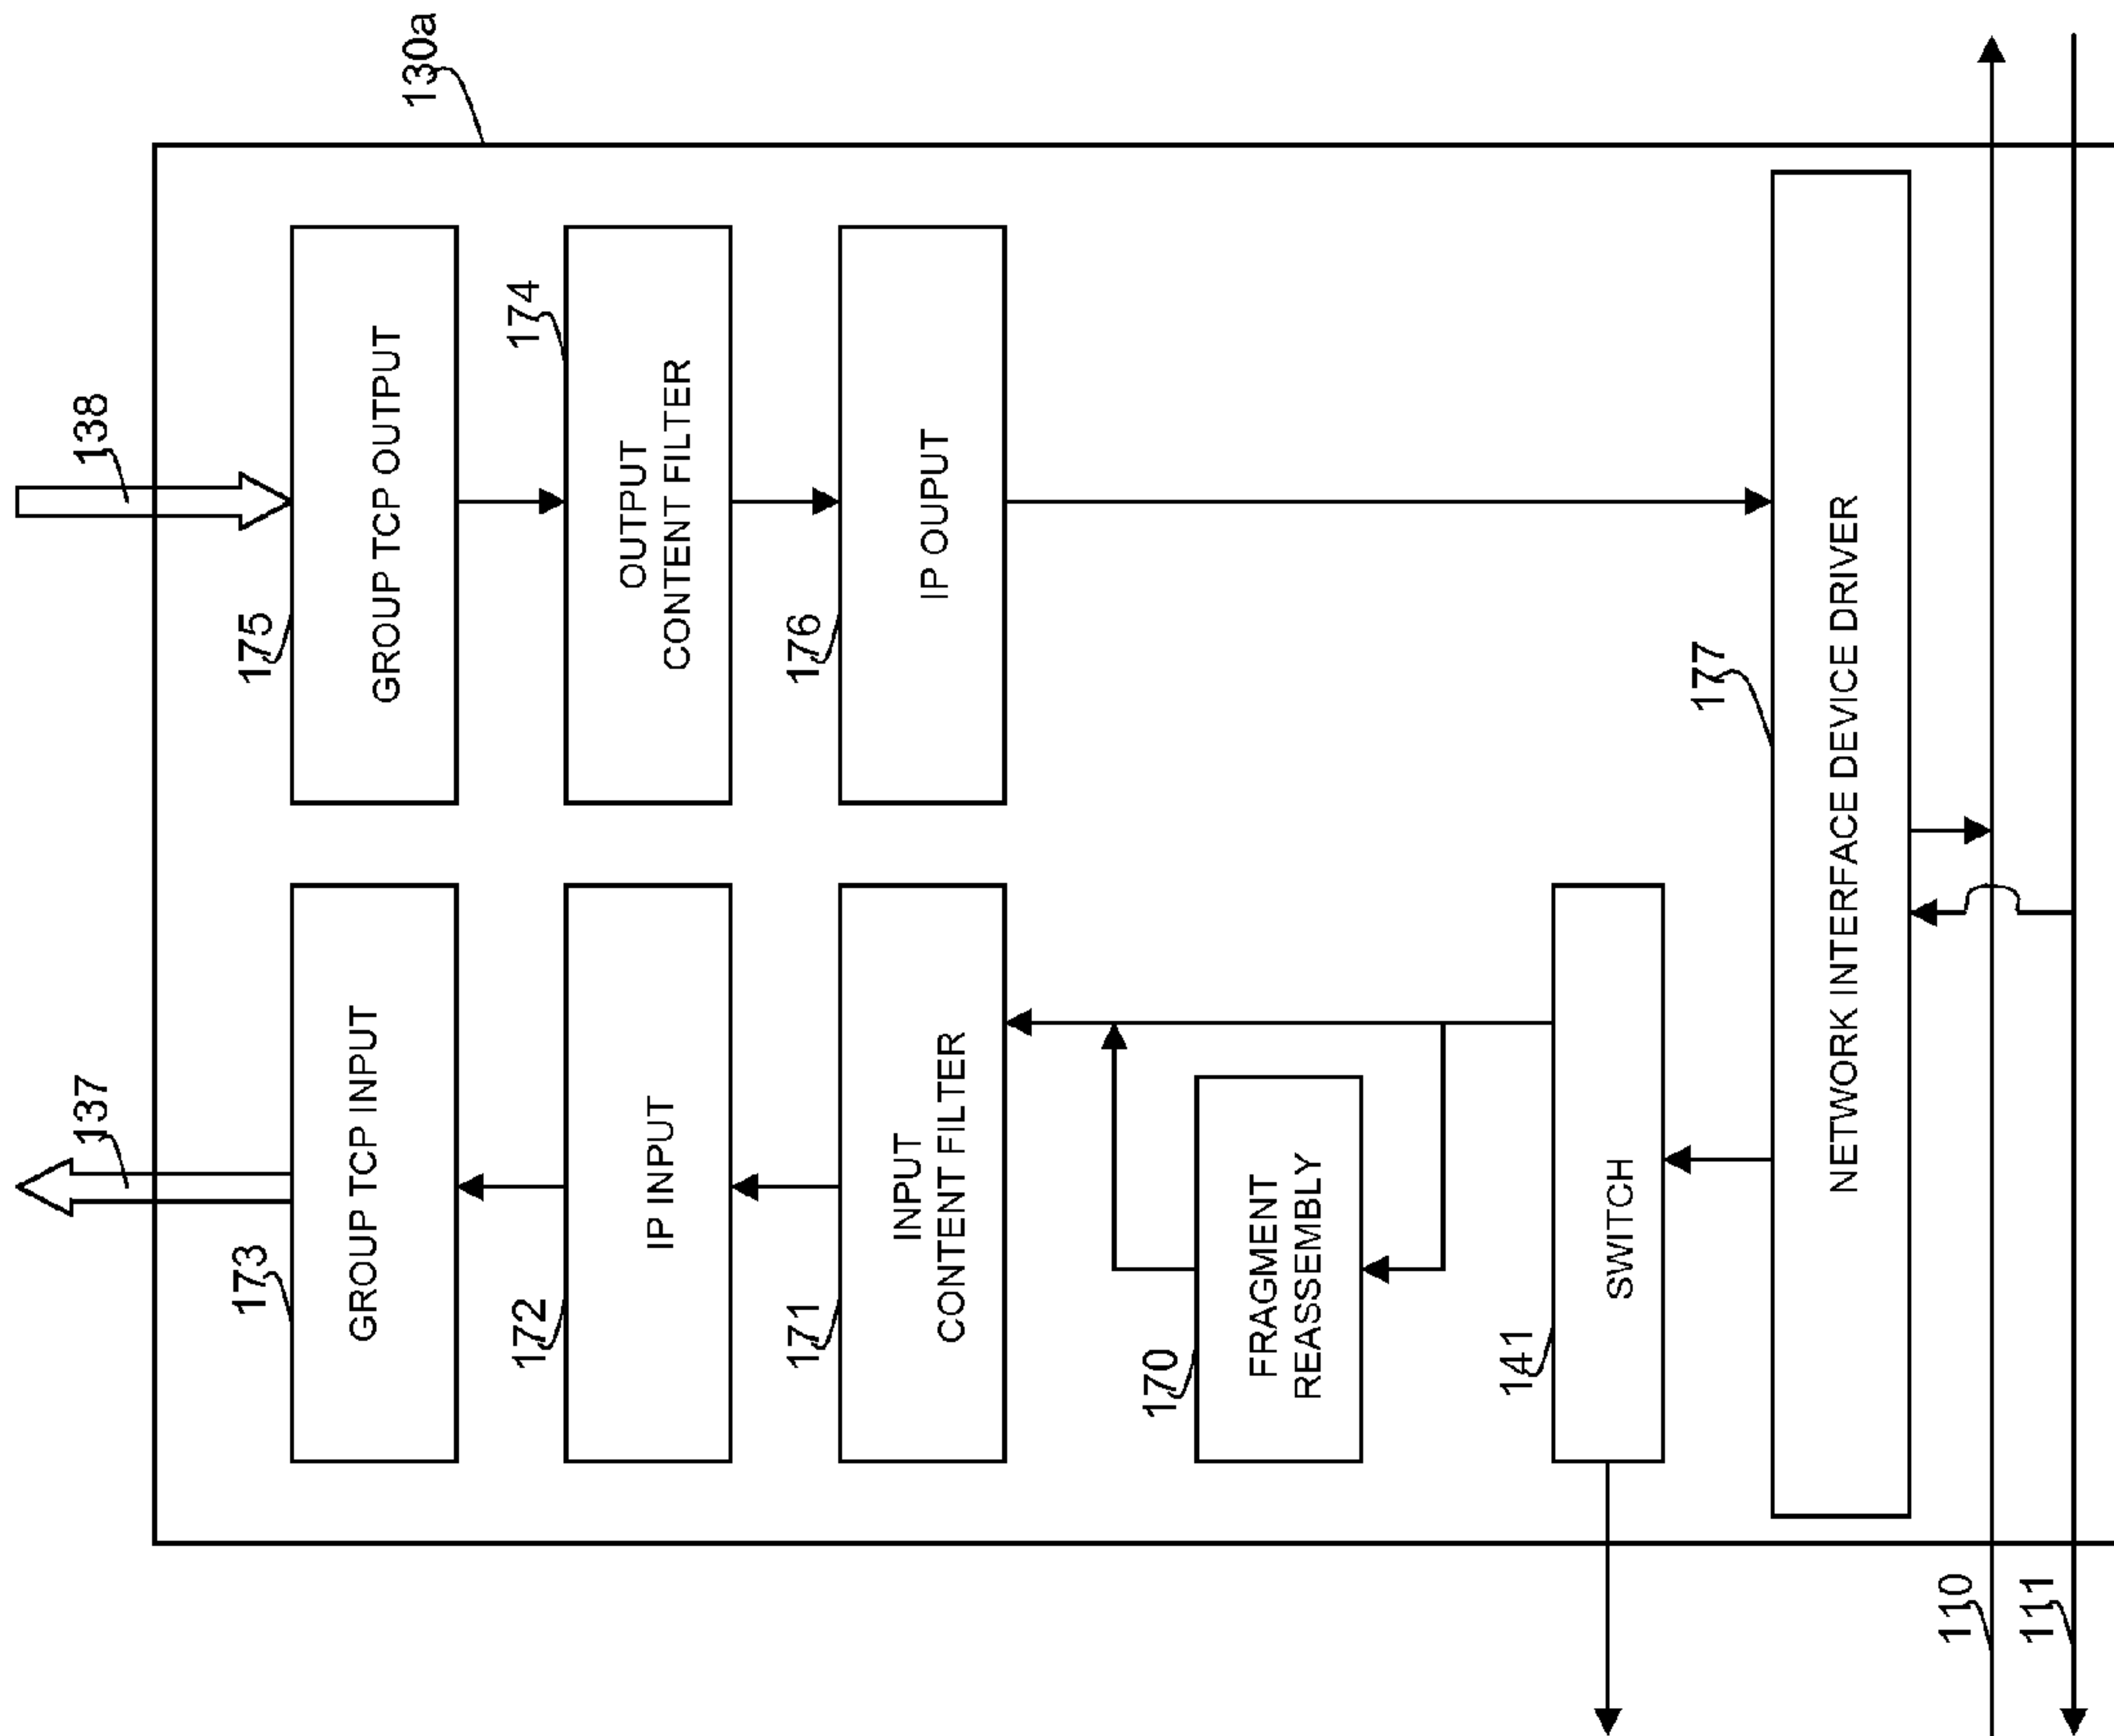 130a
137
138
173
GROUP TCP INPUT
175
GROUP TCP OUTPUT
172
IP INPUT
174
OUTPUT
CONTENT FILTER
171
INPUT
CONTENT FILTER
176
IP OUPUT
170
FRAGMENT
REASSEMBLY
141
SWITCH
177
NETWORK INTERFACE DEVICE DRIVER
110
111